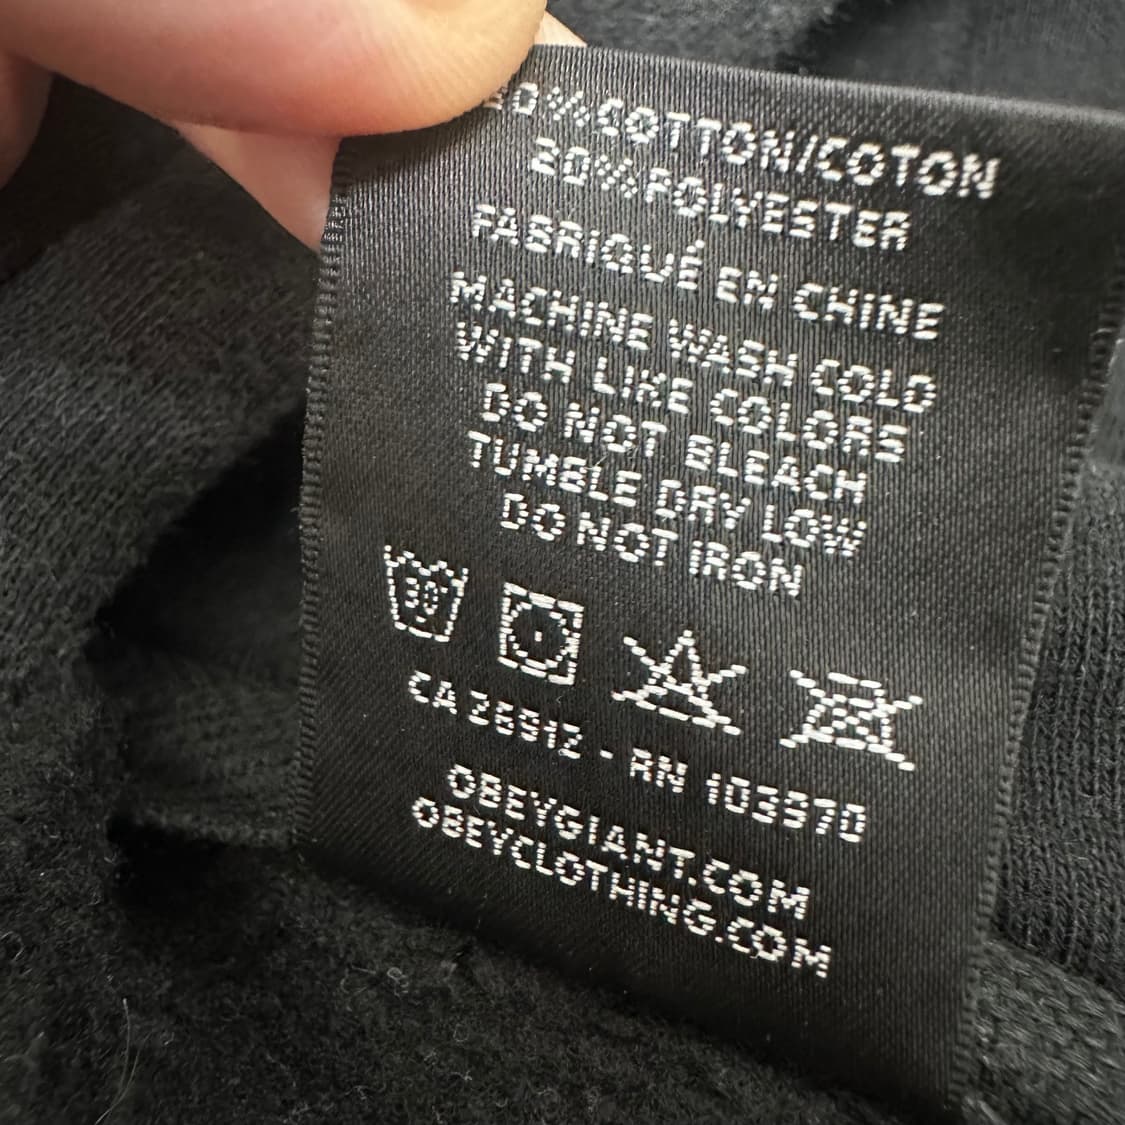 0%COTTON/COTON
20%POLYESTER
FABRIQUÉ EN CHINE
MACHINE WASH COLD
WITH LIKE COLORS
DO NOT BLEACH
TUMBLE DRY LOW
DO NOT IRON
30°
CA 26912 - RN 103970
OBEYGIANT.COM
OBEYCLOTHING.COM